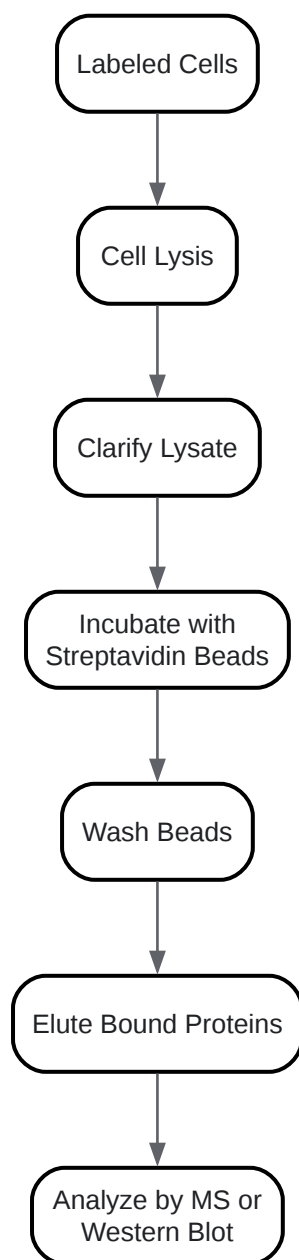 Labeled Cells
Cell Lysis
Clarify Lysate
Incubate with
Streptavidin Beads
Wash Beads
Elute Bound Proteins
Analyze by MS or
Western Blot